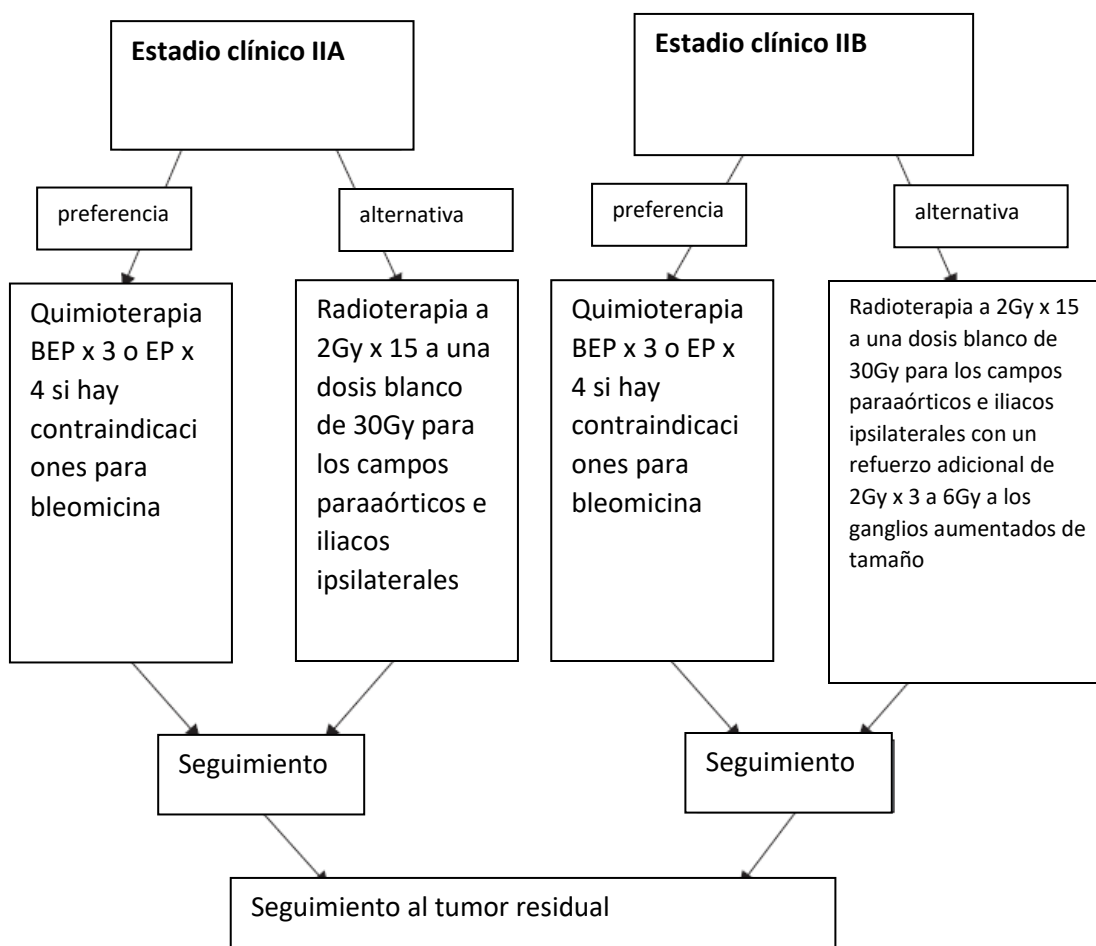 Estadio clínico IIA
Estadio clínico IIB
preferencia
alternativa
preferencia
alternativa
Quimioterapia
BEP x 3 o EP x
4 si hay
contraindicaci
ones para
bleomicina
Radioterapia a
2Gy x 15 a una
dosis blanco
de 30Gy para
los campos
paraaórticos e
iliacos
ipsilaterales
Quimioterapia
BEP x 3 o EP x
4 si hay
contraindicaci
ones para
bleomicina
Radioterapia a 2Gy x 15
a una dosis blanco de
30Gy para los campos
paraaórticos e iliacos
ipsilaterales con un
refuerzo adicional de
2Gy x 3 a 6Gy a los
ganglios aumentados de
tamaño
Seguimiento
Seguimiento
Seguimiento al tumor residual